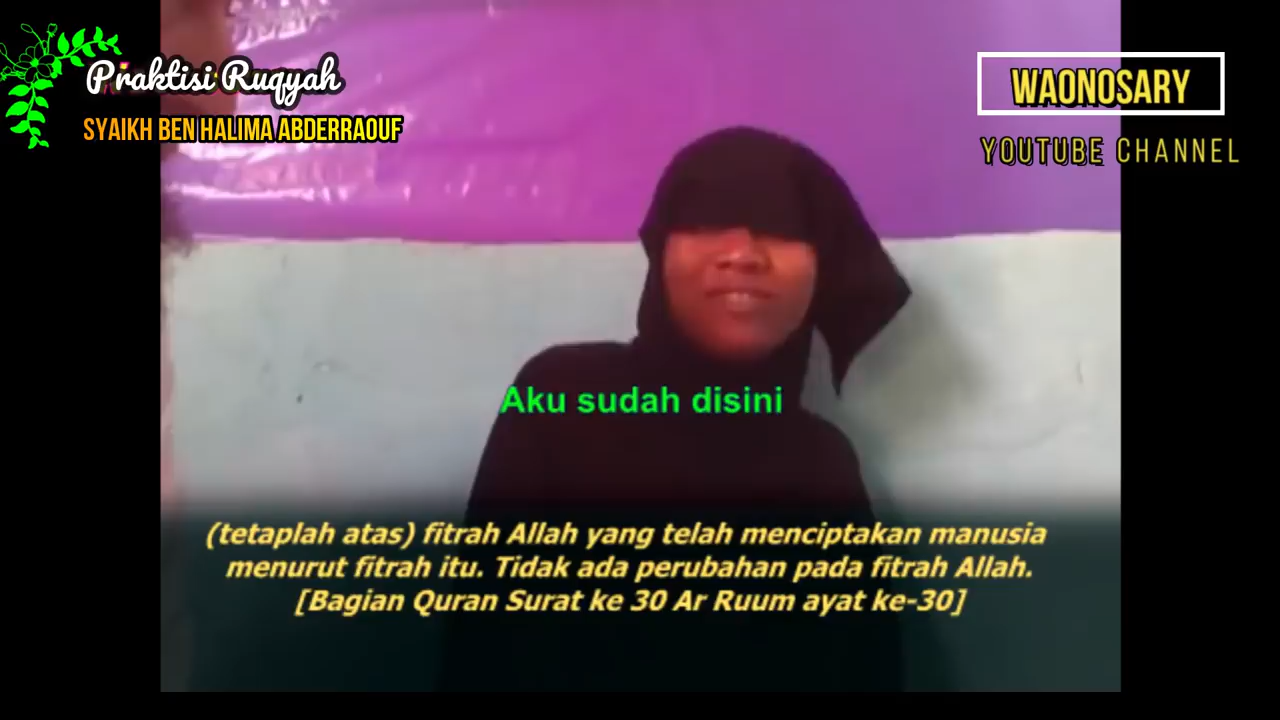 Praktisi Ruqyah
SYAIKH BEN HALIMA ABDERRAOUF
WAONOSARY
YOUTUBE CHANNEL
Aku sudah disini
(tetaplah atas) fitrah Allah yang telah menciptakan manusia
menurut fitrah itu. Tidak ada perubahan pada fitrah Allah.
[Bagian Quran Surat ke 30 Ar Ruum ayat ke-30]